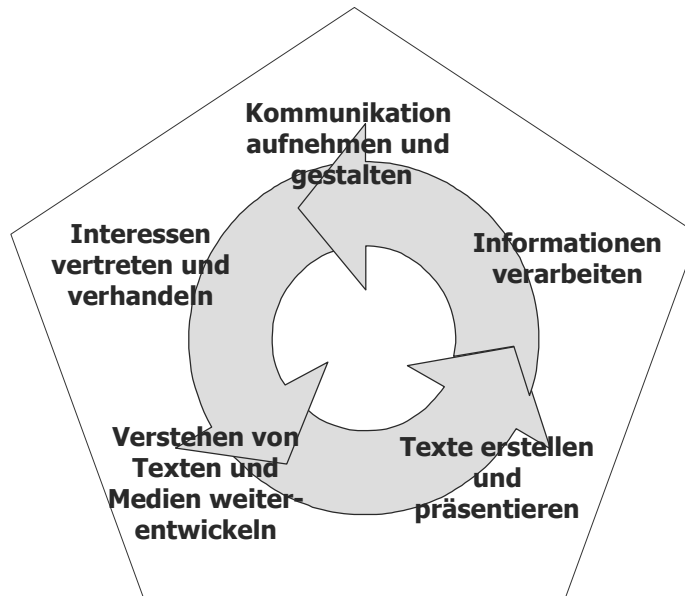 Kommunikation
aufnehmen und
gestalten
Interessen
vertreten und
verhandeln
Informationen
verarbeiten
Verstehen von
Texten und
Medien weiter-
entwickeln
Texte erstellen
und
präsentieren